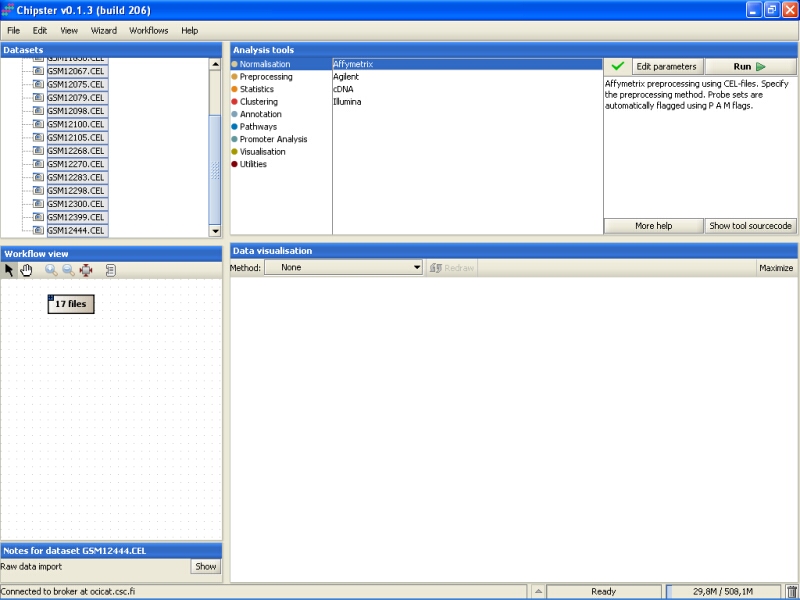 Chipster v0.1.3 (build 206)
File Edit View Wizard Workflows Help
Datasets
GSM12067.CEL
GSM12075.CEL
GSM12079.CEL
GSM12098.CEL
GSM12100.CEL
GSM12105.CEL
GSM12268.CEL
GSM12270.CEL
GSM12283.CEL
GSM12298.CEL
GSM12300.CEL
GSM12399.CEL
GSM12444.CEL
Analysis tools
Normalisation
Preprocessing
Statistics
Clustering
Annotation
Pathways
Promoter Analysis
Visualisation
Utilities
Affymetrix
Agilent
cDNA
Illumina
Edit parameters Run
Affymetrix preprocessing using CEL-files. Specify
the preprocessing method. Probe sets are
automatically flagged using P A M flags.
More help Show tool sourcecode
Workflow view
17 files
Data visualisation
Method: None Redraw Maximize
Notes for dataset GSM12444.CEL
Raw data import Show
Connected to broker at ocicat.csc.fi Ready 29,8M / 508,1M